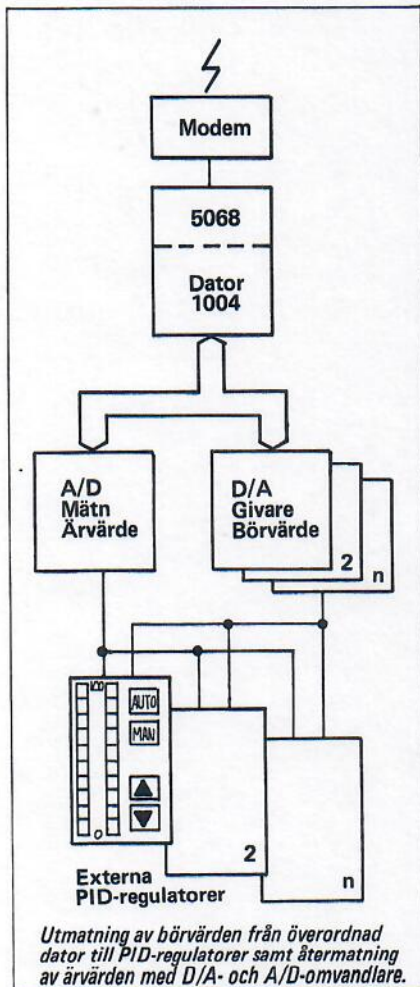 Modem
5068
Dator
1004
A/D
Mätn
Ärvärde
D/A
Givare
Börvärde
2
n
100
AUTO
MAN
0
2
n
Externa
PID-regulatorer
Utmatning av börvärden från överordnad
dator till PID-regulatorer samt återmatning
av ärvärden med D/A- och A/D-omvandlare.